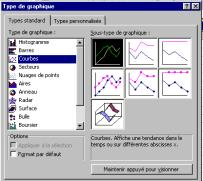 Type de graphique
Types standard
Types personnalisés
Type de graphique :
Sous-type de graphique :
Histogramme
Barres
Courbes
Secteurs
Nuages de points
Aires
Anneau
Radar
Surface
Bulle
Boursier
Courbes. Affiche une tendance dans le
temps ou sur différentes abscisses ».
Options
Appliquer à la sélection
Format par défaut
Maintenir appuyé pour visionner